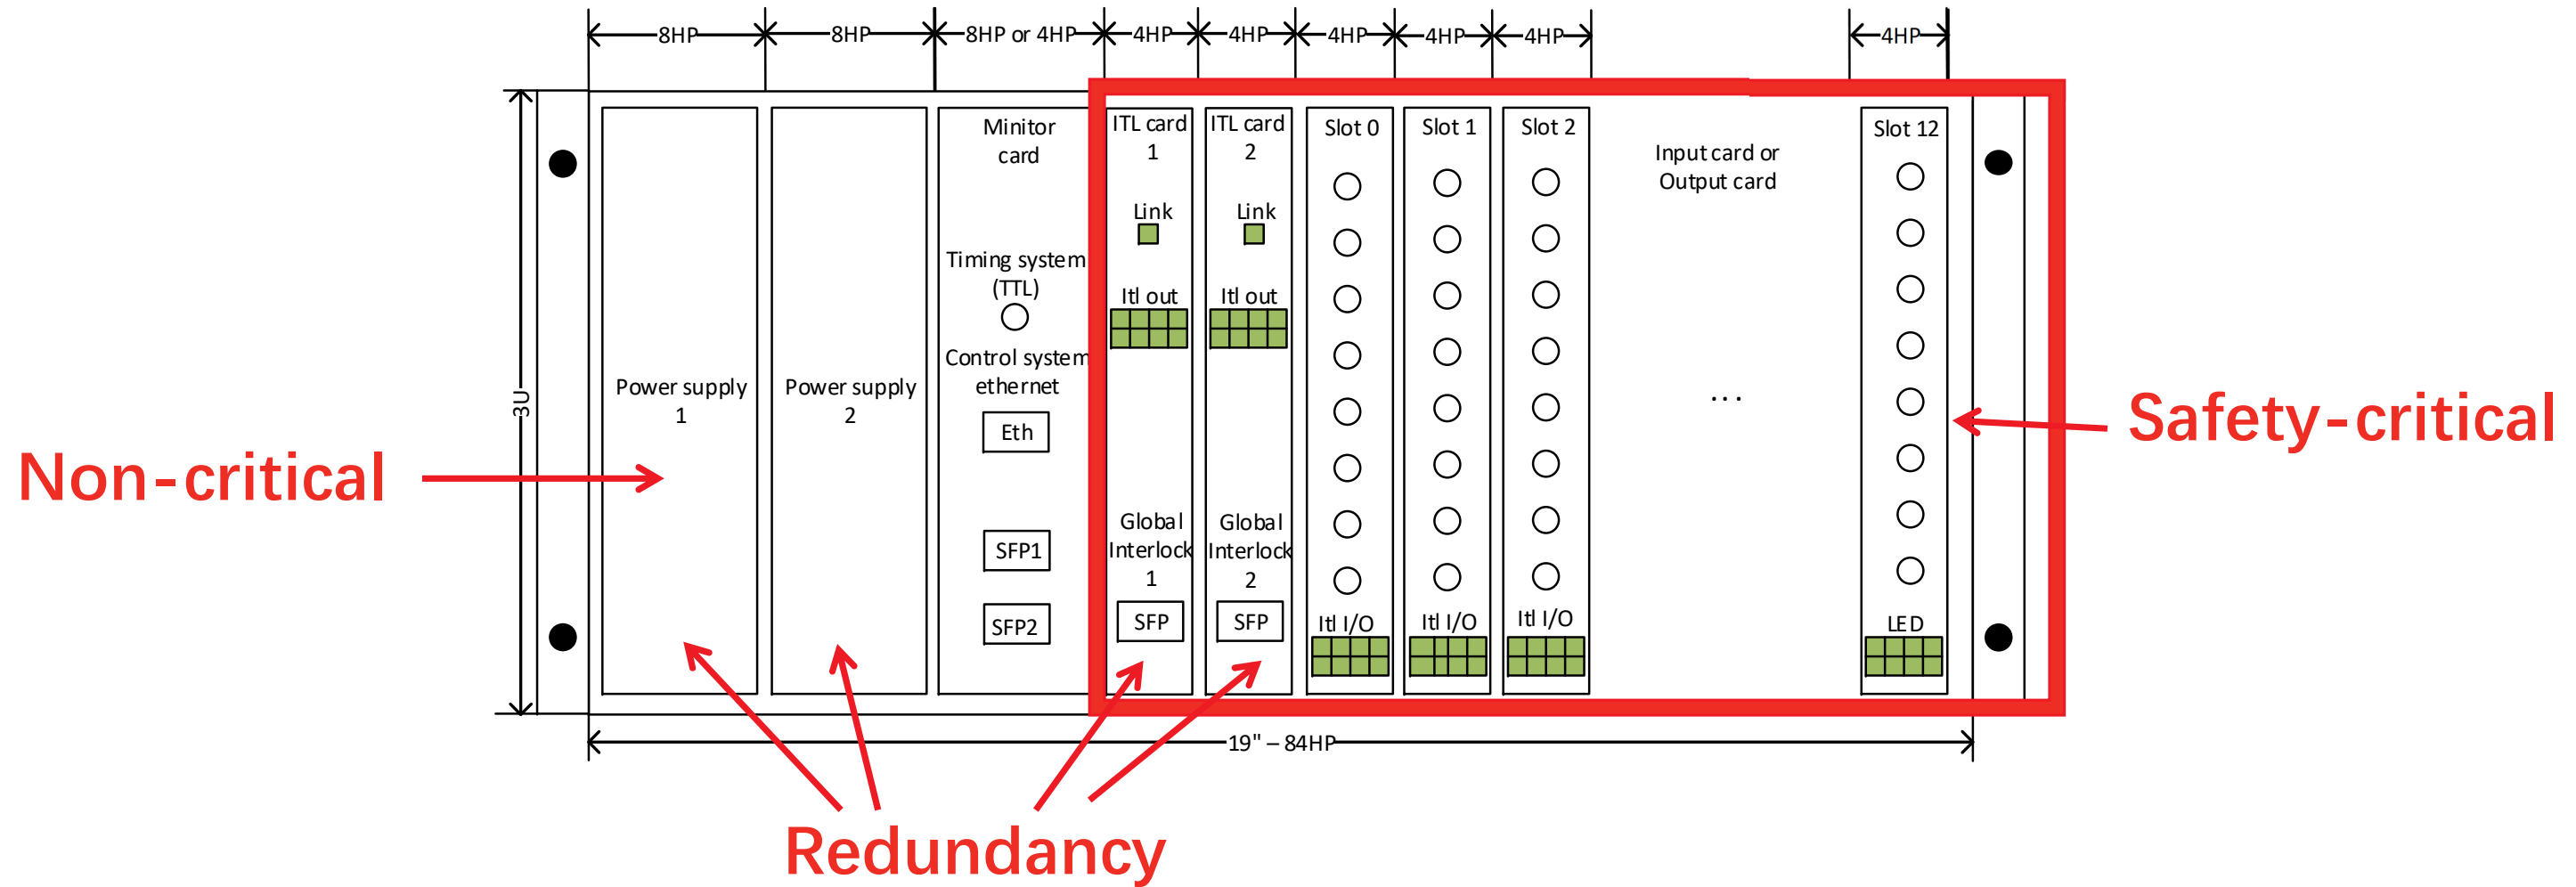 8HP
8HP
8HP or 4HP
4HP
4HP
4HP
4HP
4HP
4HP
3U
Power supply
1
Power supply
2
Minitor
card
Timing system
(TTL)
Control system
ethernet
Eth
SFP1
SFP2
ITL card
1
Link
Itl out
Global
Interlock
1
SFP
ITL card
2
Link
Itl out
Global
Interlock
2
SFP
Slot 0
Itl I/O
Slot 1
Itl I/O
Slot 2
Itl I/O
Input card or
Output card
...
Slot 12
LED
19" – 84HP
Non-critical
Safety-critical
Redundancy